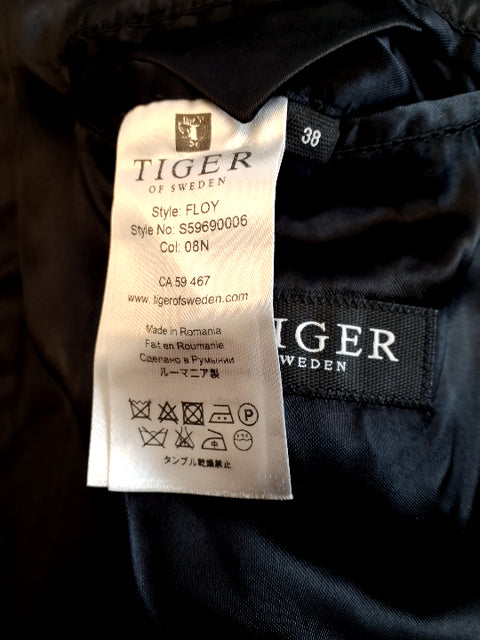 TIGER
OF SWEDEN
Style: FLOY
Style No: S59690006
Col: 08N
CA 59 467
www.tigerofsweden.com
Made in Romania
Fait en Roumanie
Сделано в Румынии
ルーマニア製
P
タンブル乾燥禁止
38
IGER
WEDEN